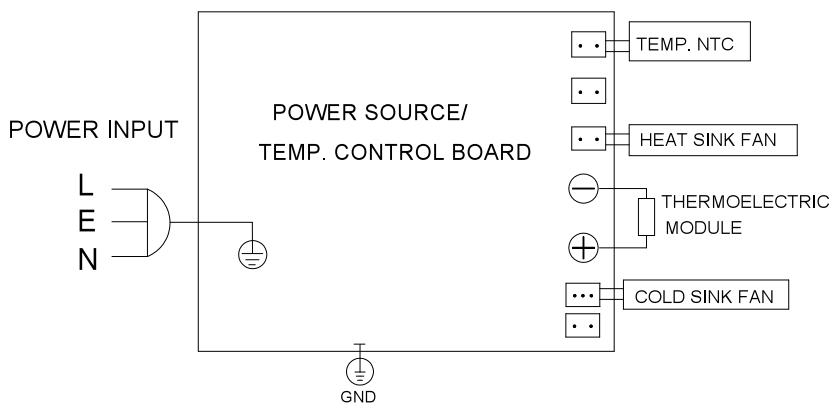 POWER INPUT
L
E
N
POWER SOURCE/
TEMP. CONTROL BOARD
TEMP. NTC
HEAT SINK FAN
THERMOELECTRIC
MODULE
COLD SINK FAN
GND